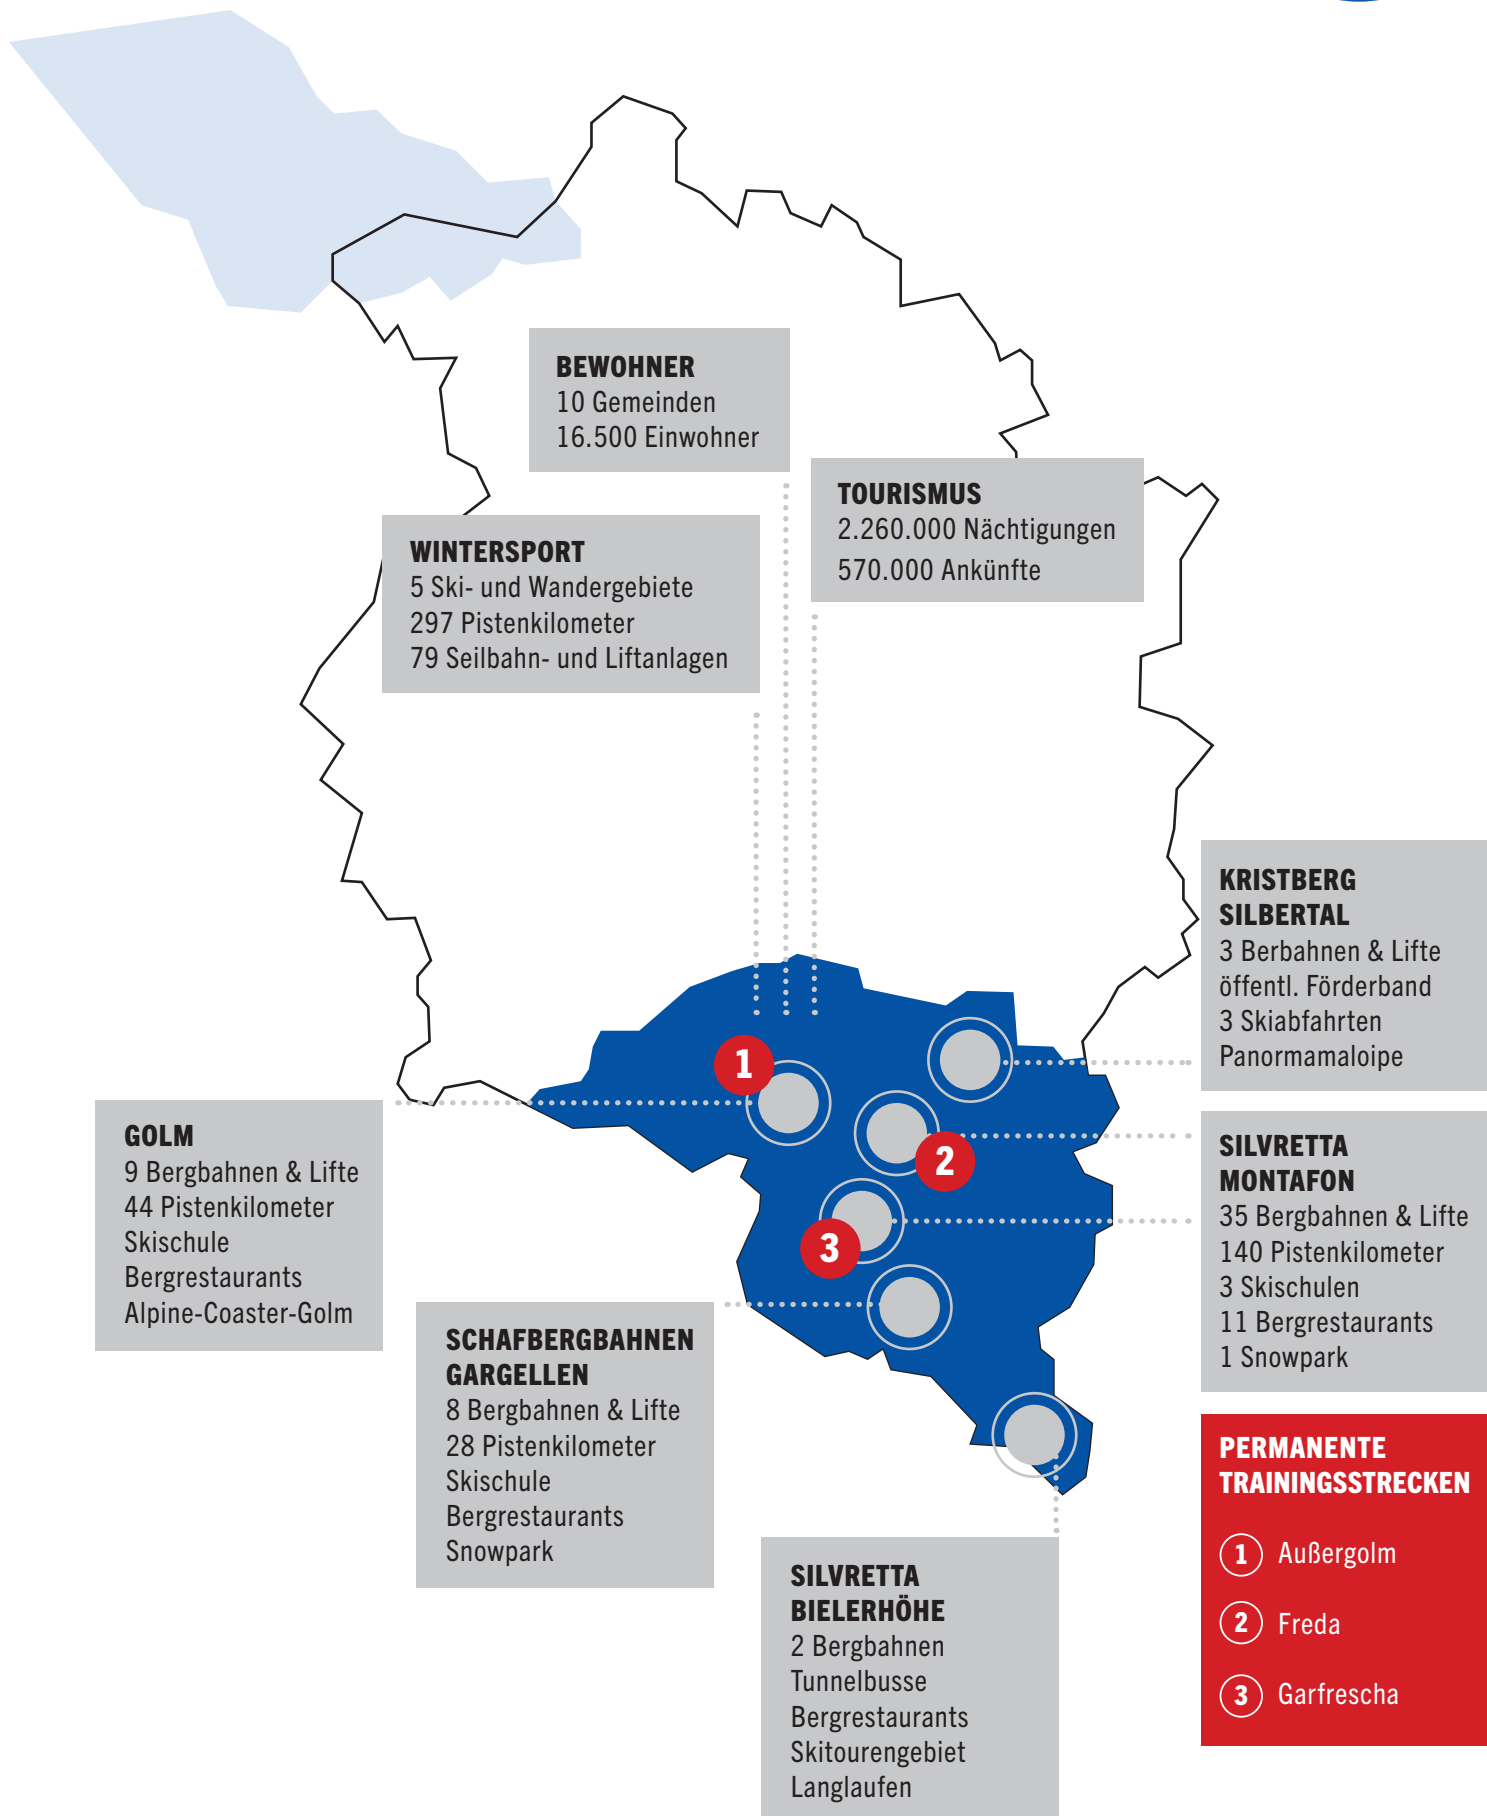 BEWOHNER
10 Gemeinden
16.500 Einwohner
TOURISMUS
2.260.000 Nächtigungen
570.000 Ankünfte
WINTERSPORT
5 Ski- und Wandergebiete
297 Pistenkilometer
79 Seilbahn- und Liftanlagen
KRISTBERG
SILBERTAL
3 Berbahnen & Lifte
öffentl. Förderband
3 Skiabfahrten
Panormamaloipe
1
2
3
GOLM
9 Bergbahnen & Lifte
44 Pistenkilometer
Skischule
Bergrestaurants
Alpine-Coaster-Golm
SILVRETTA
MONTAFON
35 Bergbahnen & Lifte
140 Pistenkilometer
3 Skischulen
11 Bergrestaurants
1 Snowpark
SCHAFBERGBAHNEN
GARGELLEN
8 Bergbahnen & Lifte
28 Pistenkilometer
Skischule
Bergrestaurants
Snowpark
PERMANENTE
TRAININGSSTRECKEN
1 Außergolm
2 Freda
3 Garfrescha
SILVRETTA
BIELERHÖHE
2 Bergbahnen
Tunnelbusse
Bergrestaurants
Skitourengebiet
Langlaufen